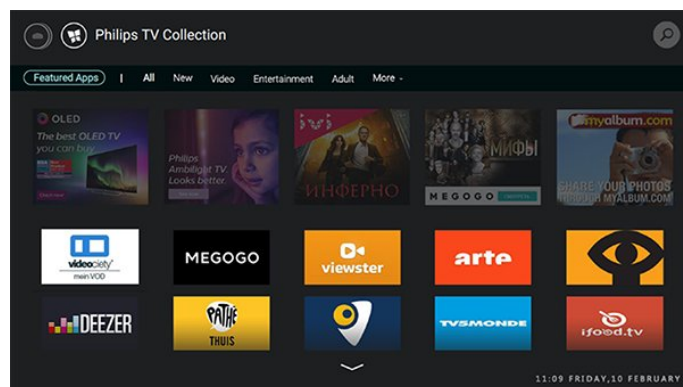 Philips TV Collection
Featured Apps | All New Video Entertainment Adult More
OLED
The best OLED TV
you can buy
Philips
Ambilight TV.
Looks better.
ivi
ИНФЕРНО
МИФЫ
MEGOGO
myalbum.com
SHARE YOUR PHOTOS
THROUGH MYALBUM.COM
videociety
mein VOD
MEGOGO
viewster
arte
DEEZER
PATHÉ
THUIS
TV5MONDE
ifood.tv
11:09 FRIDAY,10 FEBRUARY